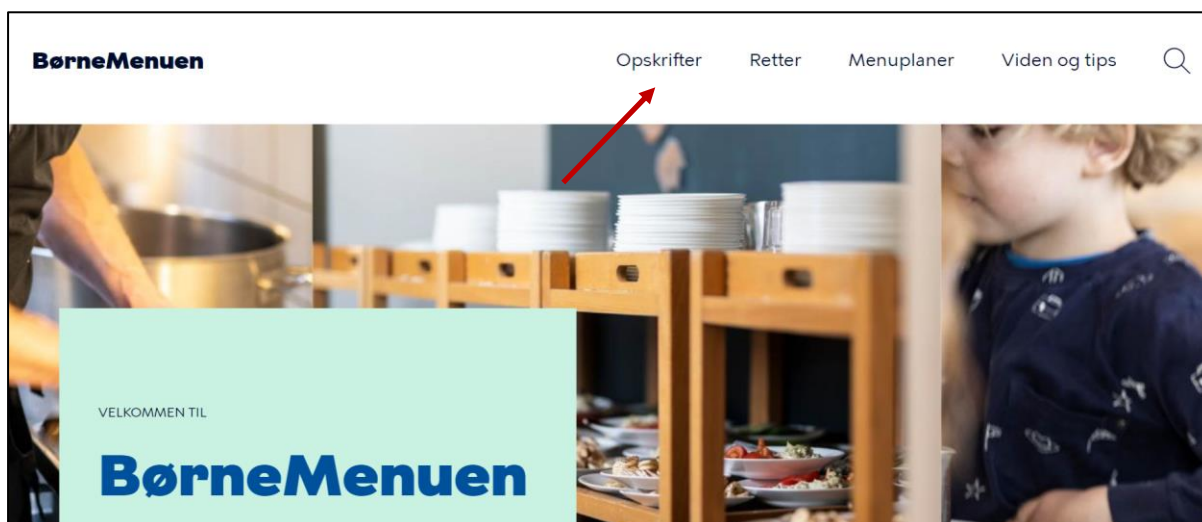 BørneMenuen
Opskrifter Retter Menuplaner Viden og tips
VELKOMMEN TIL
BørneMenuen